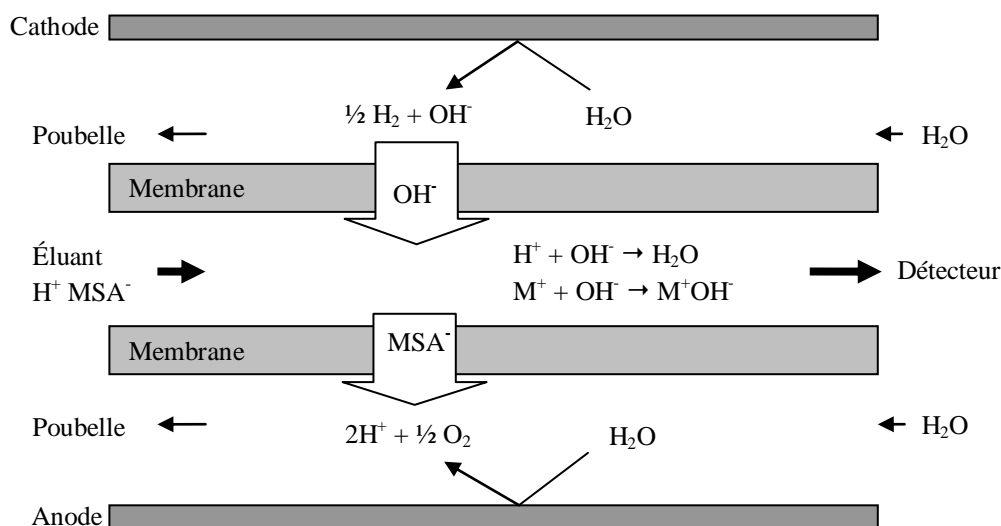 Cathode
½ H₂ + OH⁻
H₂O
Poubelle
H₂O
Membrane
OH⁻
Éluant
H⁺ MSA⁻
H⁺ + OH⁻ → H₂O
M⁺ + OH⁻ → M⁺OH⁻
Détecteur
Membrane
MSA⁻
Poubelle
2H⁺ + ½ O₂
H₂O
H₂O
Anode